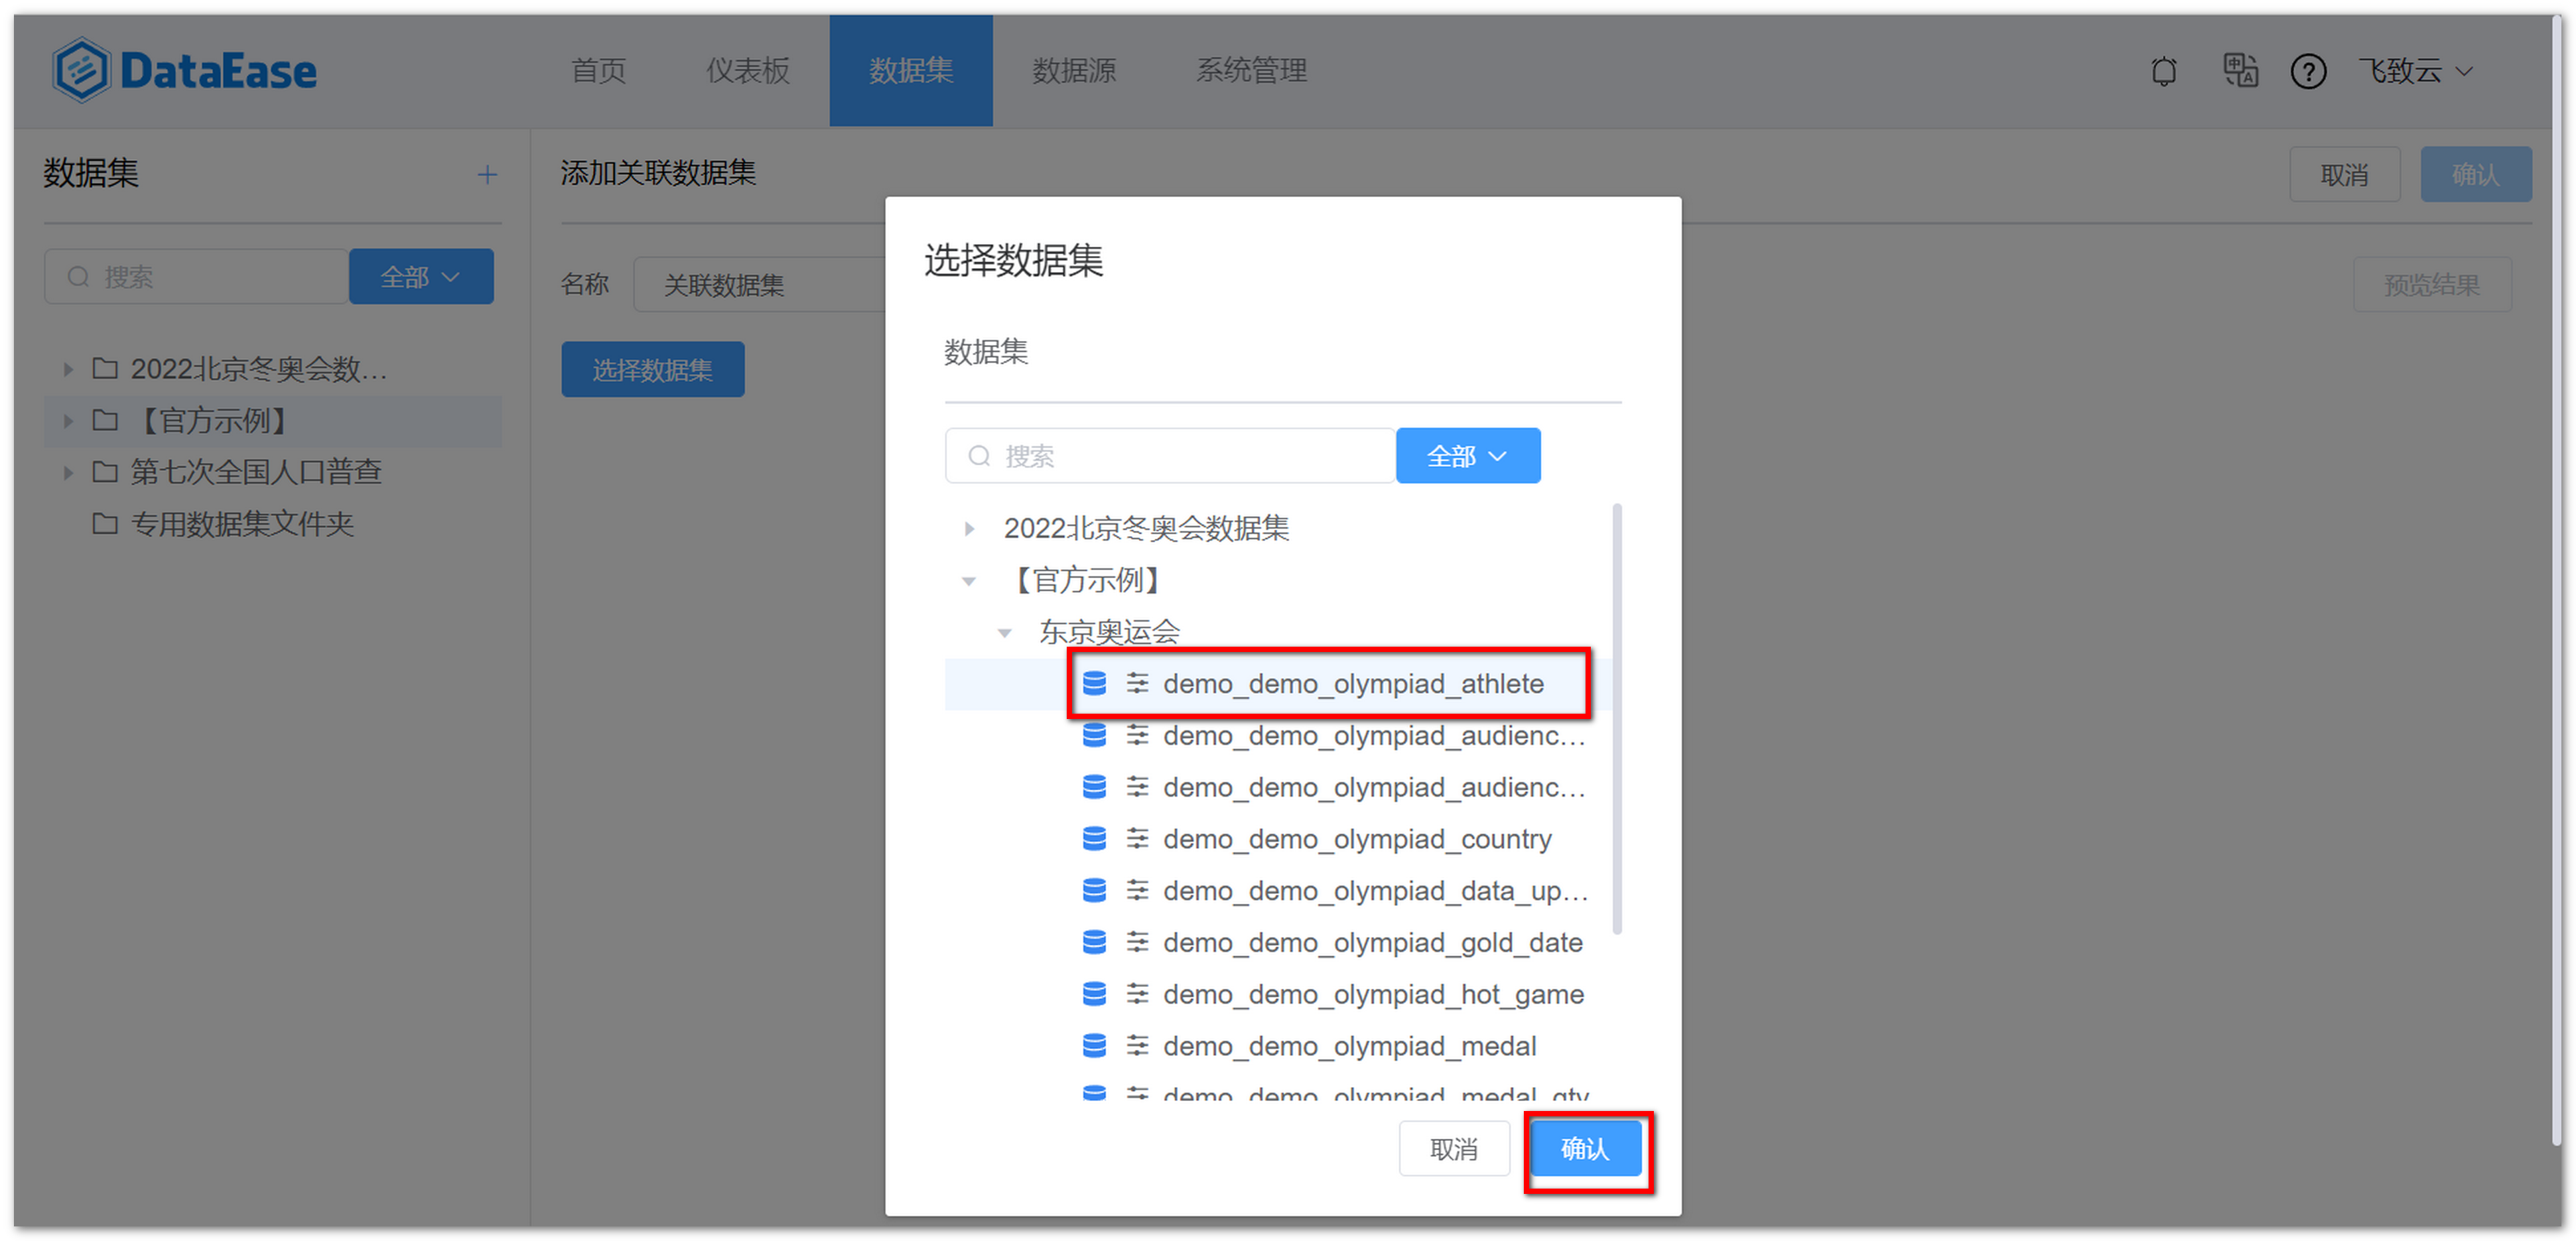 DataEase 首页 仪表板 数据集 数据源 系统管理 飞致云
数据集
添加关联数据集
取消 确认
搜索 全部
名称 关联数据集
预览结果
选择数据集
2022北京冬奥会数...
【官方示例】
第七次全国人口普查
专用数据集文件夹
选择数据集
数据集
搜索 全部
2022北京冬奥会数据集
【官方示例】
东京奥运会
demo_demo_olympiad_athlete
demo_demo_olympiad_audienc...
demo_demo_olympiad_audienc...
demo_demo_olympiad_country
demo_demo_olympiad_data_up...
demo_demo_olympiad_gold_date
demo_demo_olympiad_hot_game
demo_demo_olympiad_medal
demo_demo_olympiad_medal_qty
取消 确认